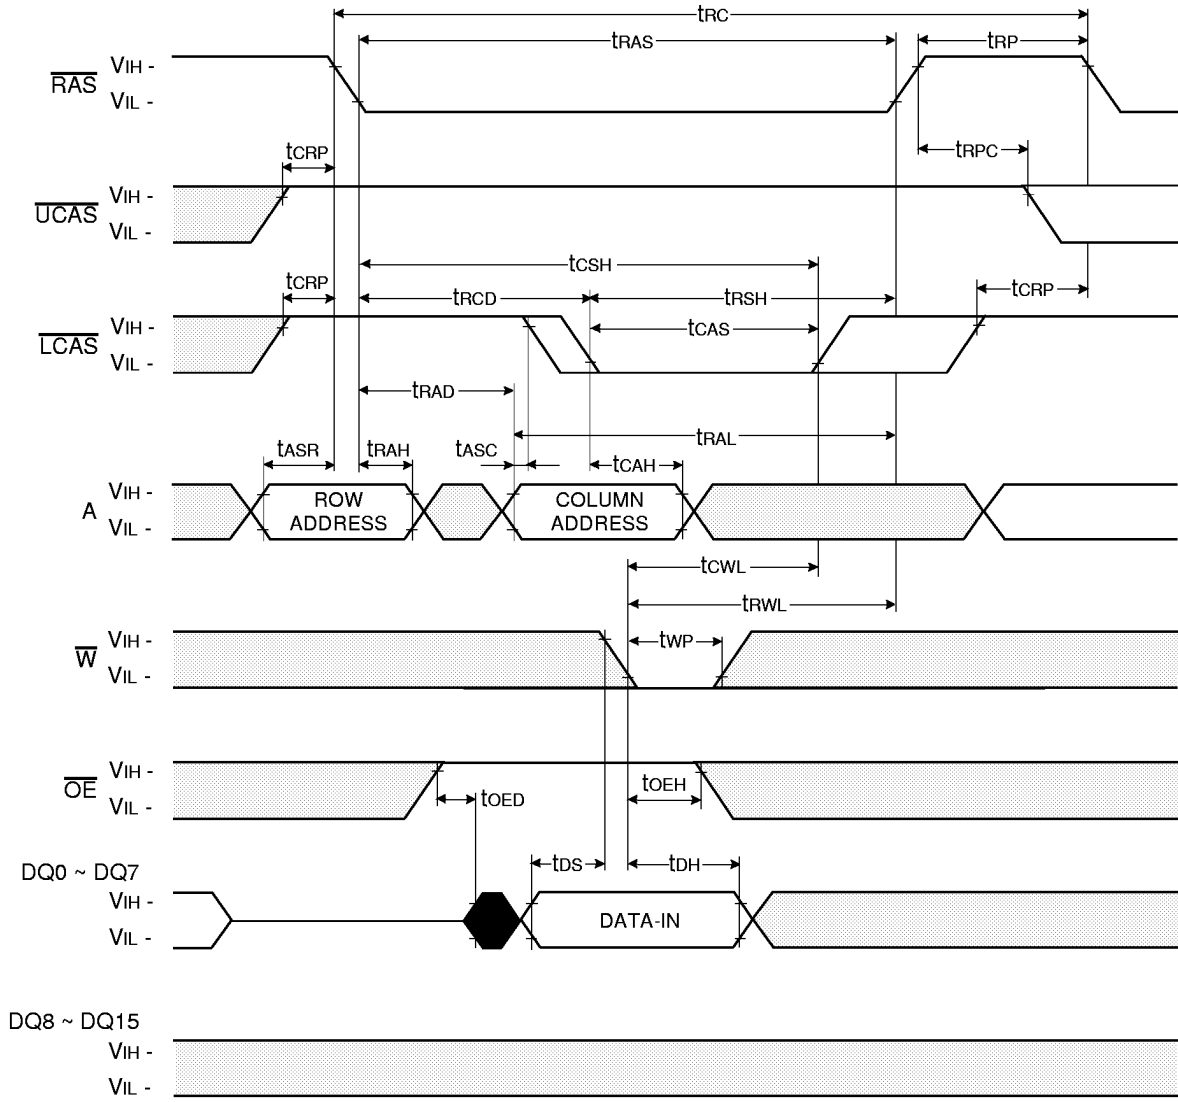 tRC
tRAS
tRP
RAS
VIH -
VIL -
tCRP
tRPC
UCAS
VIH -
VIL -
tCSH
tCRP
tRCD
tRSH
tCRP
LCAS
VIH -
VIL -
tCAS
tRAD
tRAL
tASR
tRAH
tASC
tCAH
A
VIH -
VIL -
ROW
ADDRESS
COLUMN
ADDRESS
tCWL
tRWL
W
VIH -
VIL -
tWP
OE
VIH -
VIL -
tOED
tOEH
DQ0 ~ DQ7
VIH -
VIL -
tDS
tDH
DATA-IN
DQ8 ~ DQ15
VIH -
VIL -